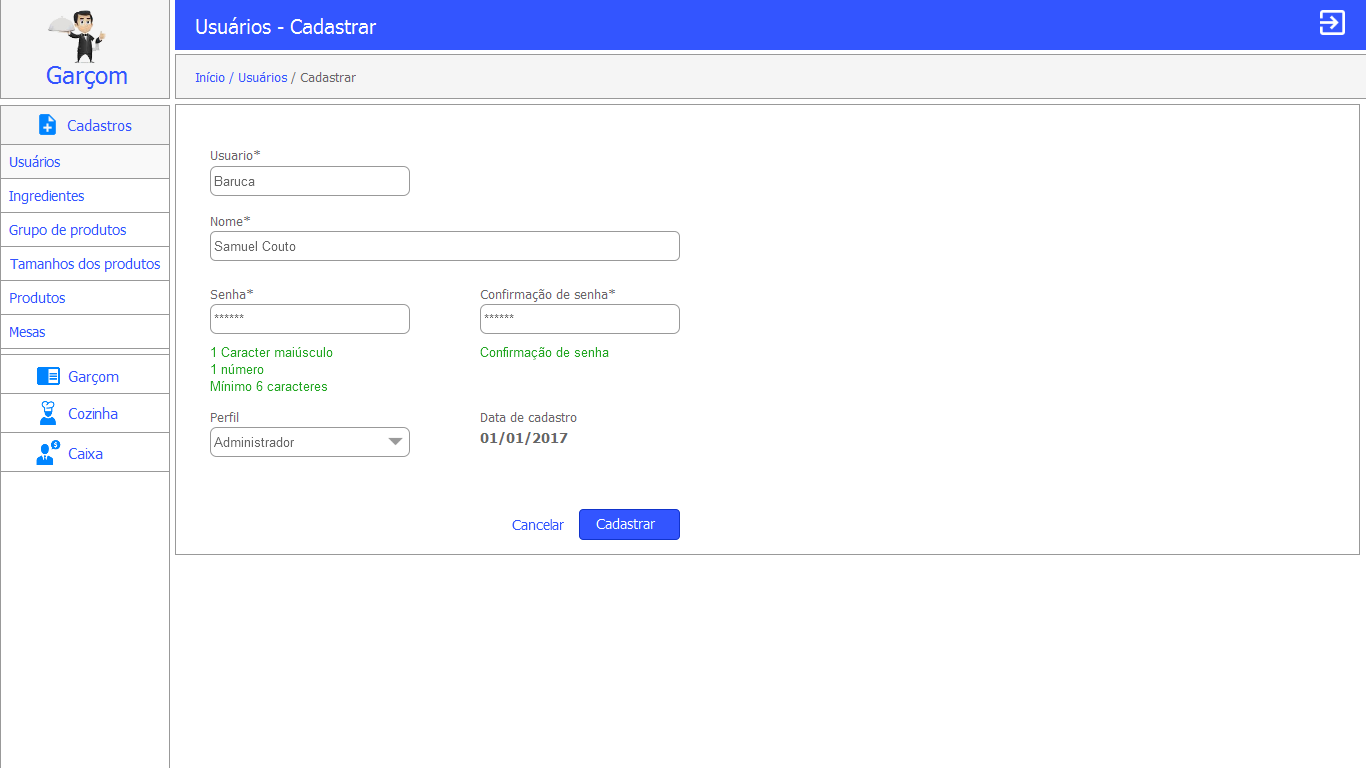 Garçom
Usuários - Cadastrar
Início / Usuários / Cadastrar
Cadastros
Usuários
Ingredientes
Grupo de produtos
Tamanhos dos produtos
Produtos
Mesas
Garçom
Cozinha
Caixa
Usuario*
Baruca
Nome*
Samuel Couto
Senha*
******
Confirmação de senha*
******
1 Caracter maiúsculo
1 número
Mínimo 6 caracteres
Confirmação de senha
Perfil
Administrador
Data de cadastro
01/01/2017
Cancelar
Cadastrar